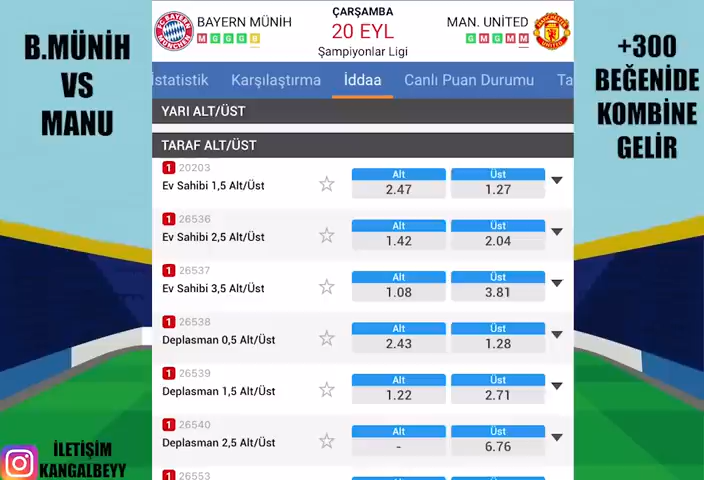 B.MÜNİH
VS
MANU
BAYERN MÜNİH
M G G G B
ÇARŞAMBA
20 EYL
Şampiyonlar Ligi
MAN. UNITED
G M G M M
+300
BEĞENİDE
KOMBİNE
GELİR
İstatistik Karşılaştırma İddaa Canlı Puan Durumu Ta
YARI ALT/ÜST
TARAF ALT/ÜST
1 20203
Ev Sahibi 1,5 Alt/Üst
Alt Üst
2.47 1.27
1 26536
Ev Sahibi 2,5 Alt/Üst
Alt Üst
1.42 2.04
1 26537
Ev Sahibi 3,5 Alt/Üst
Alt Üst
1.08 3.81
1 26538
Deplasman 0,5 Alt/Üst
Alt Üst
2.43 1.28
1 26539
Deplasman 1,5 Alt/Üst
Alt Üst
1.22 2.71
1 26540
Deplasman 2,5 Alt/Üst
Alt Üst
- 6.76
1 26553
İLETİŞİM
KANGALBEYY